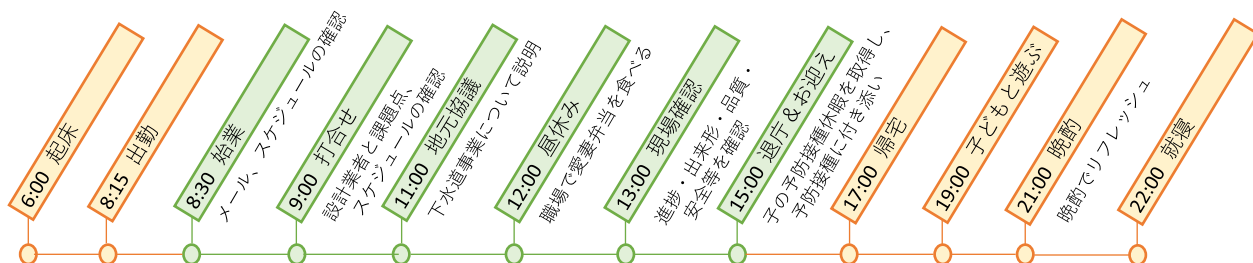 6:00 起床
8:15 出勤
8:30 始業
メール、スケジュールの確認
9:00 打合せ
設計業者と課題点、
スケジュールの確認
11:00 地元協議
下水道事業について説明
12:00 昼休み
職場で愛妻弁当を食べる
13:00 現場確認
進捗・出来形・品質・
安全等を確認
15:00 退庁 & お迎え
子の予防接種休暇を取得し、
予防接種に付き添い
17:00 帰宅
19:00 子どもと遊ぶ
21:00 晩酌
晩酌でリフレッシュ
22:00 就寝